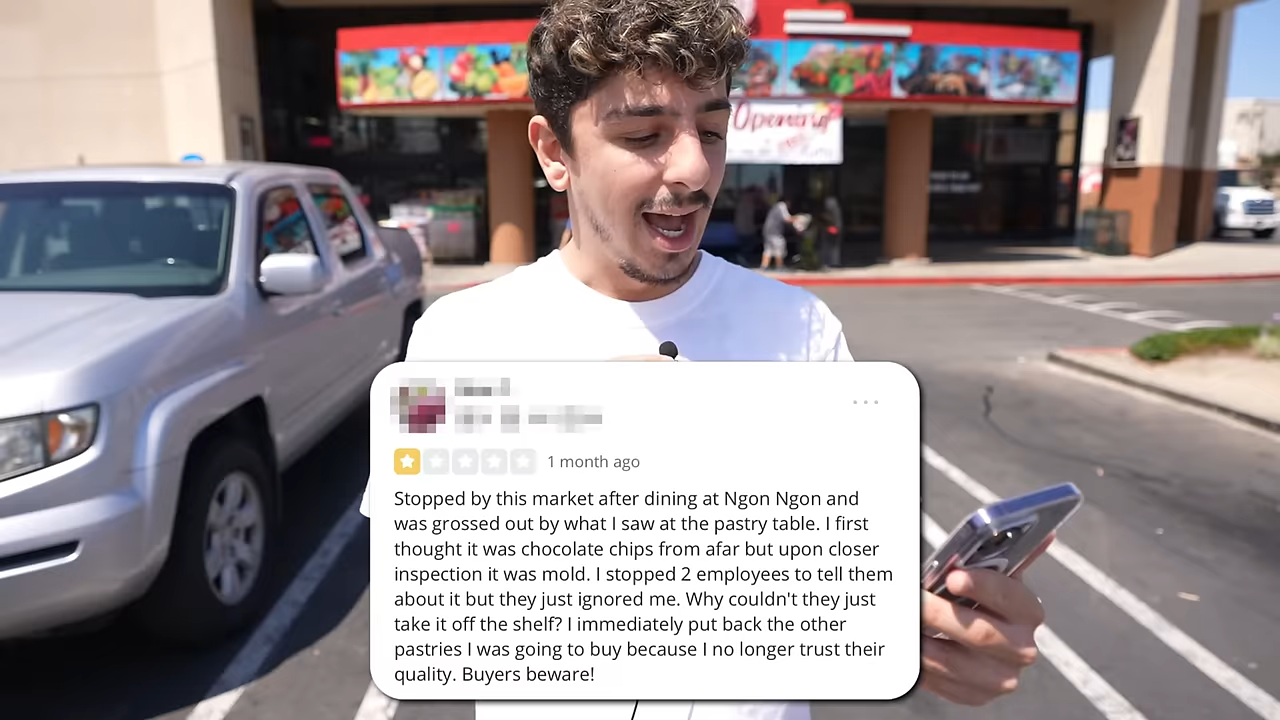 Opening
1 month ago
Stopped by this market after dining at Ngon Ngon and
was grossed out by what I saw at the pastry table. I first
thought it was chocolate chips from afar but upon closer
inspection it was mold. I stopped 2 employees to tell them
about it but they just ignored me. Why couldn't they just
take it off the shelf? I immediately put back the other
pastries I was going to buy because I no longer trust their
quality. Buyers beware!